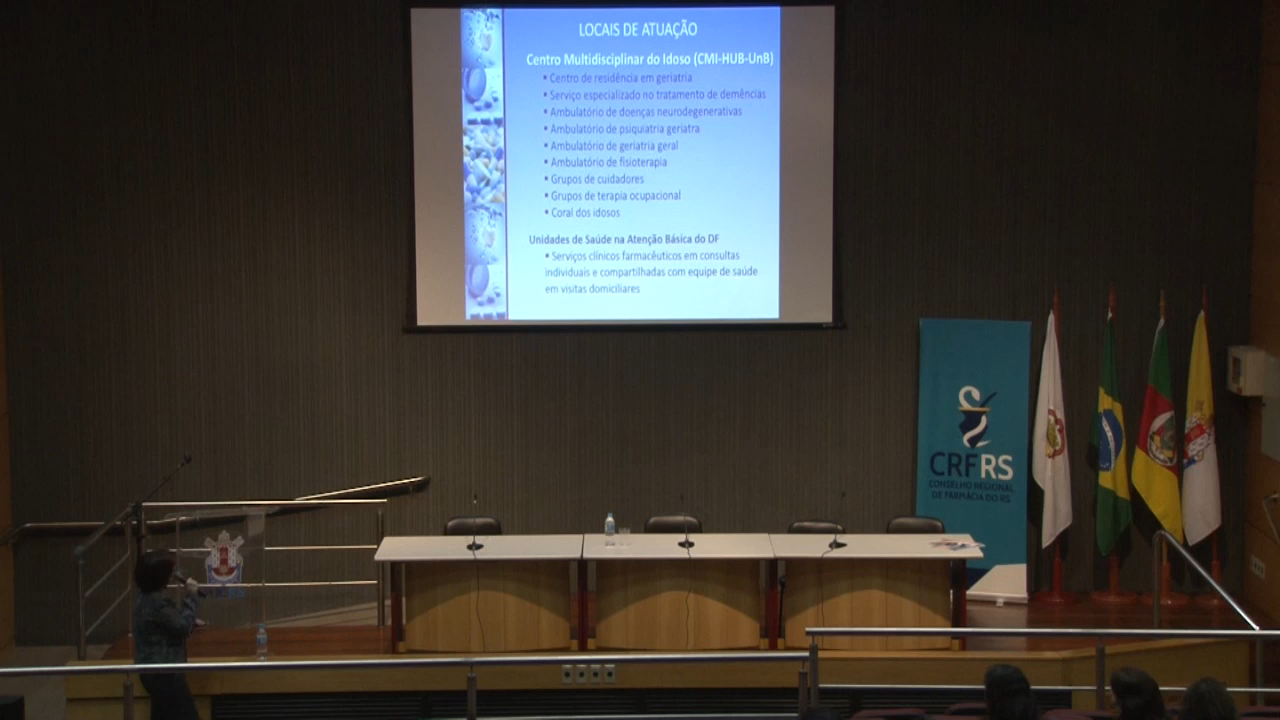 LOCAIS DE ATUAÇÃO
Centro Multidisciplinar do Idoso (CMI-HUB-UnB)
▪ Centro de residência em geriatria
▪ Serviço especializado no tratamento de demências
▪ Ambulatório de doenças neurodegenerativas
▪ Ambulatório de psiquiatria geriatra
▪ Ambulatório de geriatria geral
▪ Ambulatório de fisioterapia
▪ Grupos de cuidadores
▪ Grupos de terapia ocupacional
▪ Coral dos idosos
Unidades de Saúde na Atenção Básica do DF
▪ Serviços clínicos farmacêuticos em consultas
individuais e compartilhadas com equipe de saúde
em visitas domiciliares
CRFRS
CONSELHO REGIONAL
DE FARMÁCIA DO RS